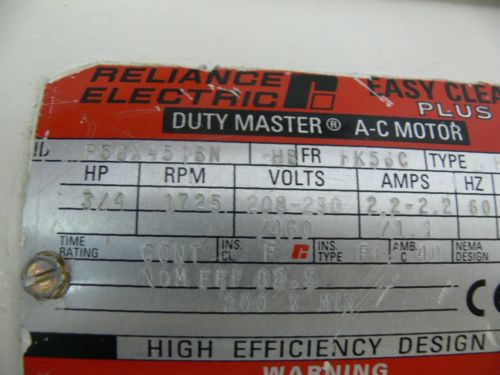 RELIANCE EASY CLEA
ELECTRIC PLUS
DUTY MASTER® A-C MOTOR
FR TYPE
HP RPM VOLTS AMPS HZ
3/4 1725 208-230 2.2-2.2 60
/460 /1.1
TIME RATING CONT INS. CL. F INS. TYPE AMB. C 40 NEMA DESIGN
NOM EFF 82.5
200 V MIN
HIGH EFFICIENCY DESIGN
WARNING